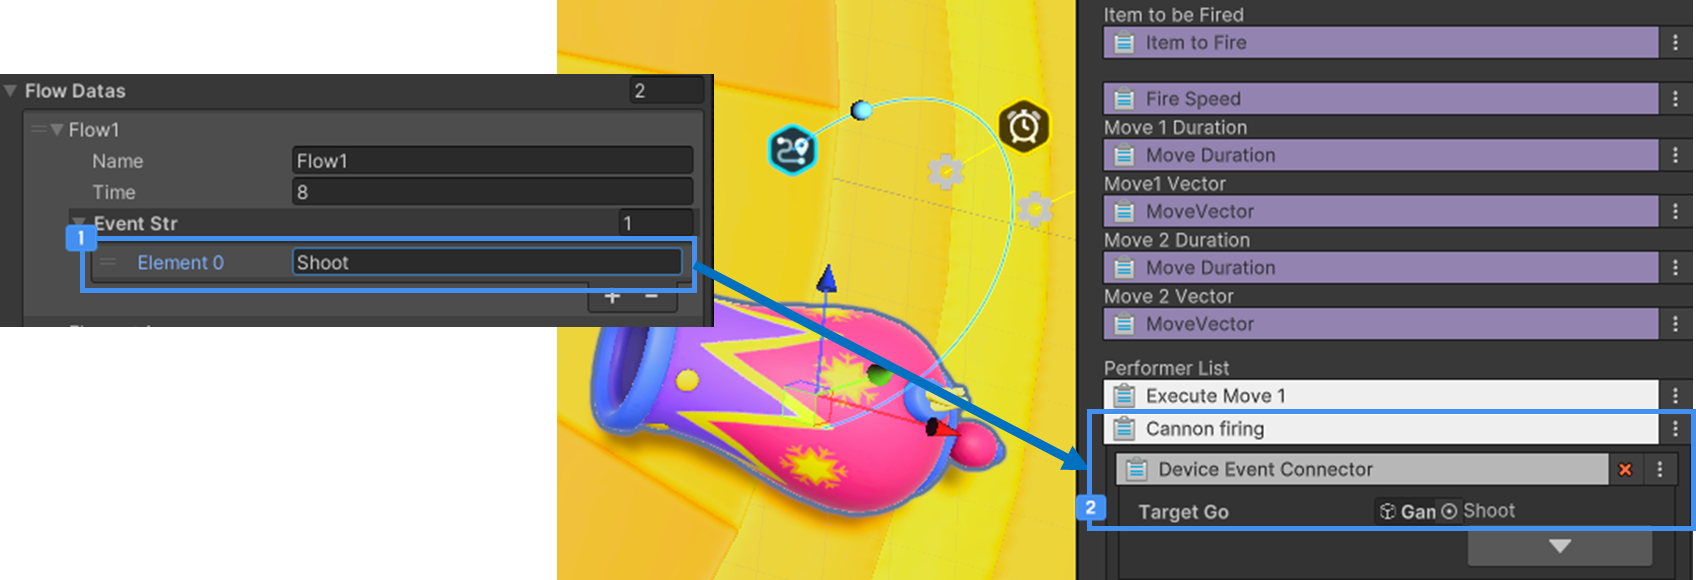 Flow Datas 2
Flow1
Name Flow1
Time 8
Event Str 1
1
Element 0 Shoot
+ −
Item to be Fired
Item to Fire
Fire Speed
Move 1 Duration
Move Duration
Move1 Vector
MoveVector
Move 2 Duration
Move Duration
Move 2 Vector
MoveVector
Performer List
Execute Move 1
Cannon firing
Device Event Connector
2
Target Go Gam Shoot